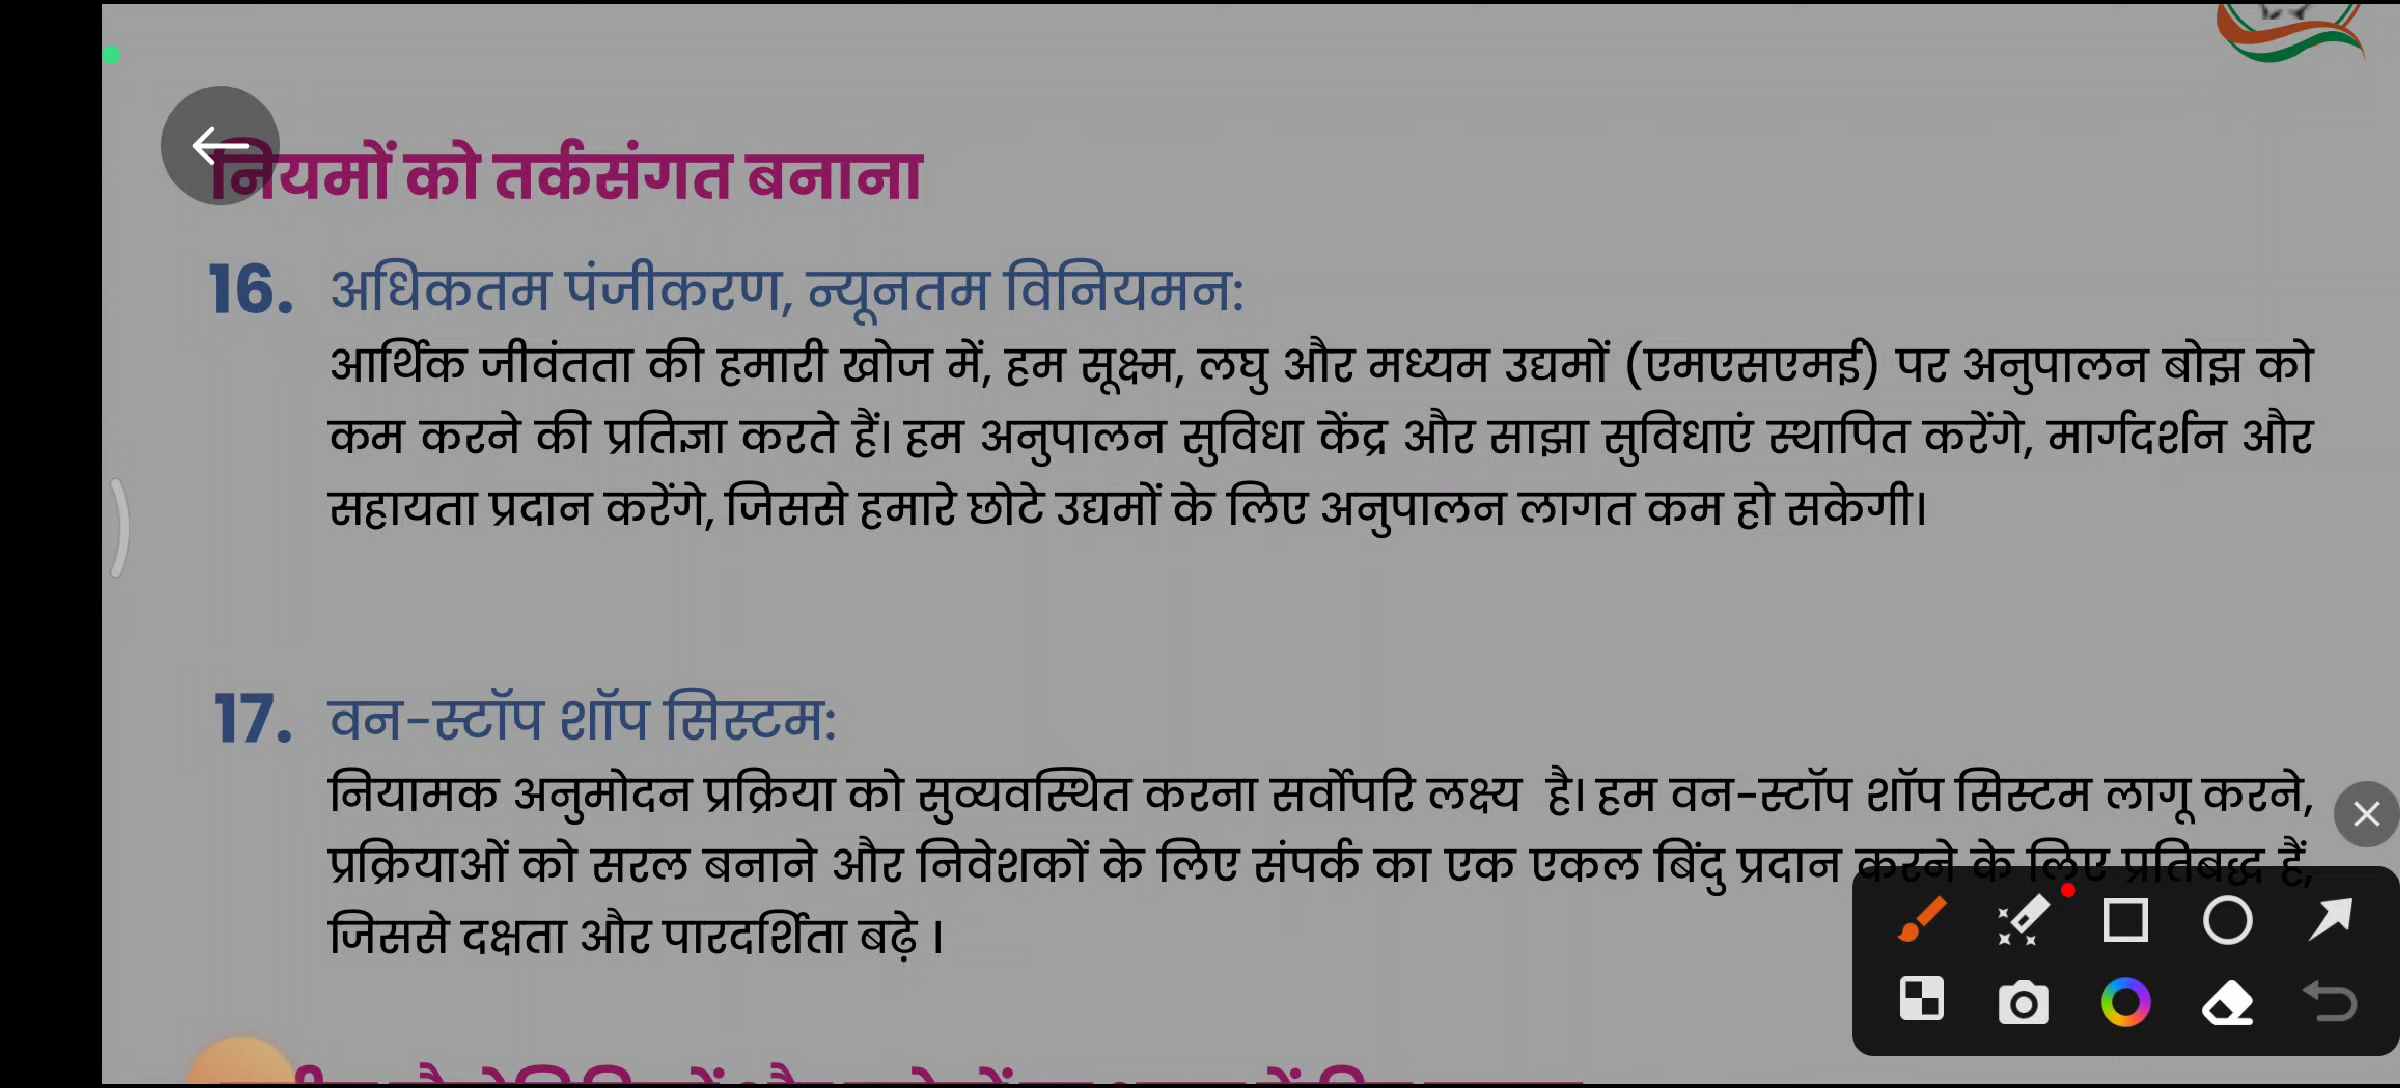 नियमों को तर्कसंगत बनाना
16. अधिकतम पंजीकरण, न्यूनतम विनियमन:
आर्थिक जीवंतता की हमारी खोज में, हम सूक्ष्म, लघु और मध्यम उद्यमों (एमएसएमई) पर अनुपालन बोझ को
कम करने की प्रतिज्ञा करते हैं। हम अनुपालन सुविधा केंद्र और साझा सुविधाएं स्थापित करेंगे, मार्गदर्शन और
सहायता प्रदान करेंगे, जिससे हमारे छोटे उद्यमों के लिए अनुपालन लागत कम हो सकेगी।
17. वन-स्टॉप शॉप सिस्टम:
नियामक अनुमोदन प्रक्रिया को सुव्यवस्थित करना सर्वोपरि लक्ष्य है। हम वन-स्टॉप शॉप सिस्टम लागू करने,
प्रक्रियाओं को सरल बनाने और निवेशकों के लिए संपर्क का एक एकल बिंदु प्रदान करने के लिए प्रतिबद्ध हैं,
जिससे दक्षता और पारदर्शिता बढ़े ।